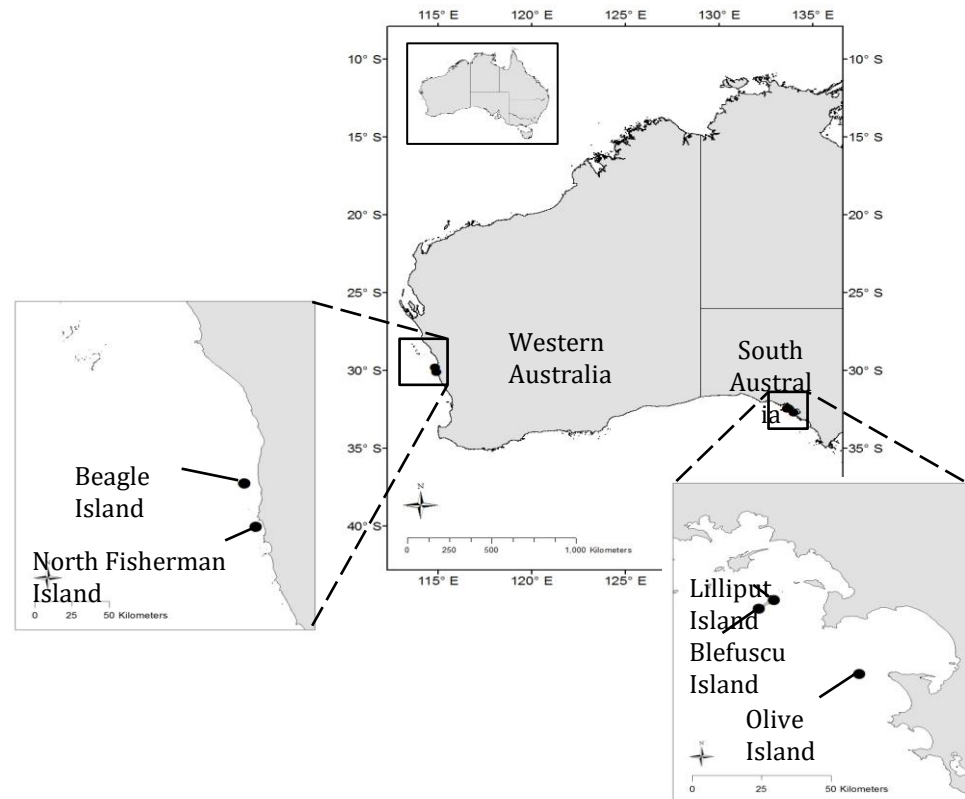 115° E 120° E 125° E 130° E 135° E
10° S 10° S
15° S 15° S
20° S 20° S
25° S 25° S
30° S 30° S
35° S 35° S
40° S
Western
Australia
South
Austral
ia
N
0 250 500 1,000 Kilometers
115° E 120° E 125° E
Beagle
Island
North Fisherman
Island
N
0 25 50 Kilometers
Lilliput
Island
Blefuscu
Island
Olive
Island
N
0 25 50 Kilometers